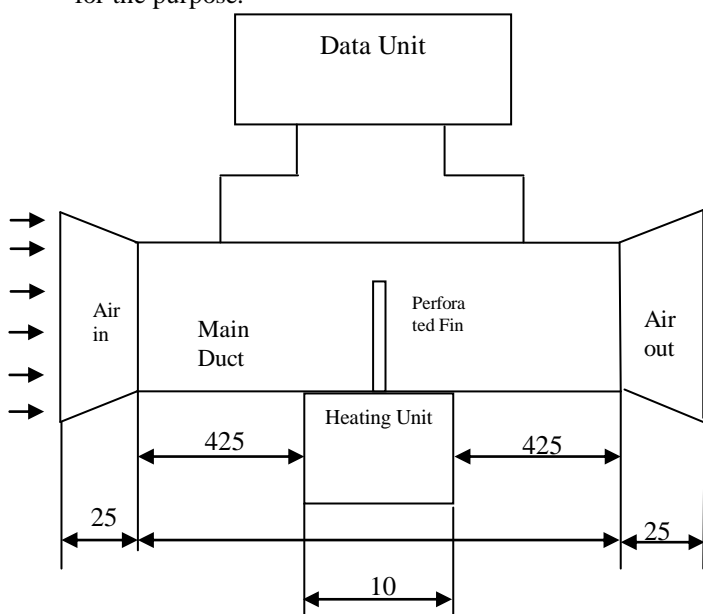 for the purpose.
Data Unit
Air
in
Main
Duct
Perfora
ted Fin
Air
out
Heating Unit
425
425
25
25
10